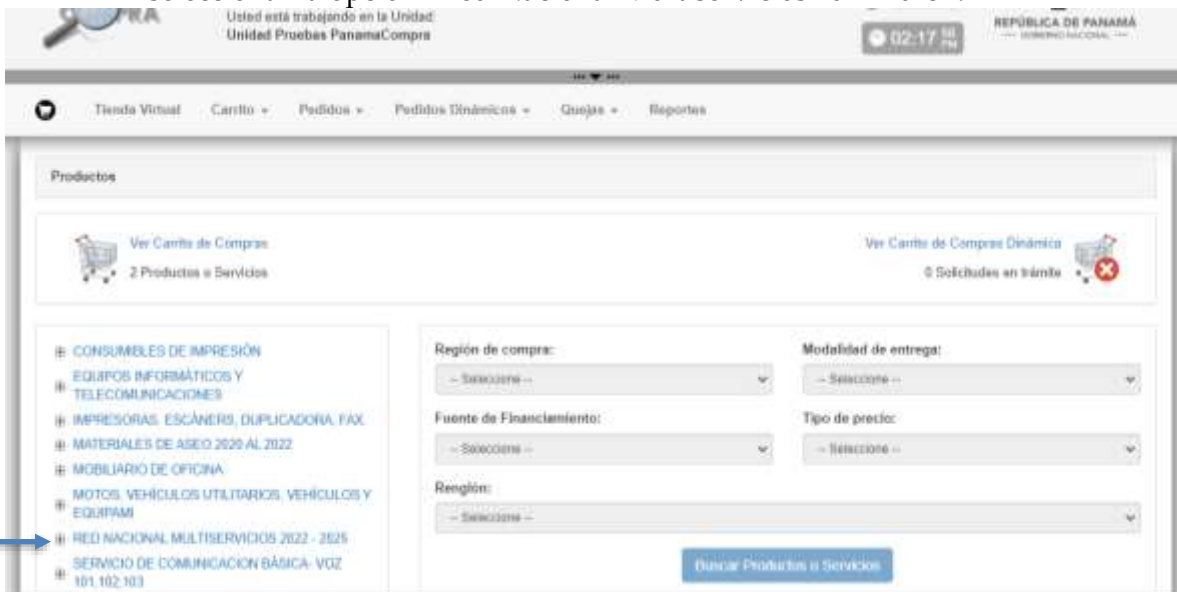 RA
Usted está trabajando en la Unidad:
Unidad Pruebas PanamaCompra
02:17 PM
REPÚBLICA DE PANAMÁ
— GOBIERNO NACIONAL —
Tienda Virtual Carrito Pedidos Pedidos Dinámicos Quejas Reportes
Productos
Ver Carrito de Compras
2 Productos o Servicios
Ver Carrito de Compras Dinámica
0 Solicitudes en trámite
CONSUMIBLES DE IMPRESIÓN
EQUIPOS INFORMÁTICOS Y
TELECOMUNICACIONES
IMPRESORAS, ESCÁNERS, DUPLICADORA, FAX.
MATERIALES DE ASEO 2020 AL 2022
MOBILIARIO DE OFICINA
MOTOS, VEHÍCULOS UTILITARIOS, VEHÍCULOS Y
EQUIPAMI
RED NACIONAL MULTISERVICIOS 2022 - 2025
SERVICIO DE COMUNICACION BÁSICA- VOZ
101,102,103
Región de compra:
-- Seleccione --
Modalidad de entrega:
-- Seleccione --
Fuente de Financiamiento:
-- Seleccione --
Tipo de precio:
-- Seleccione --
Renglón:
-- Seleccione --
Buscar Productos o Servicios